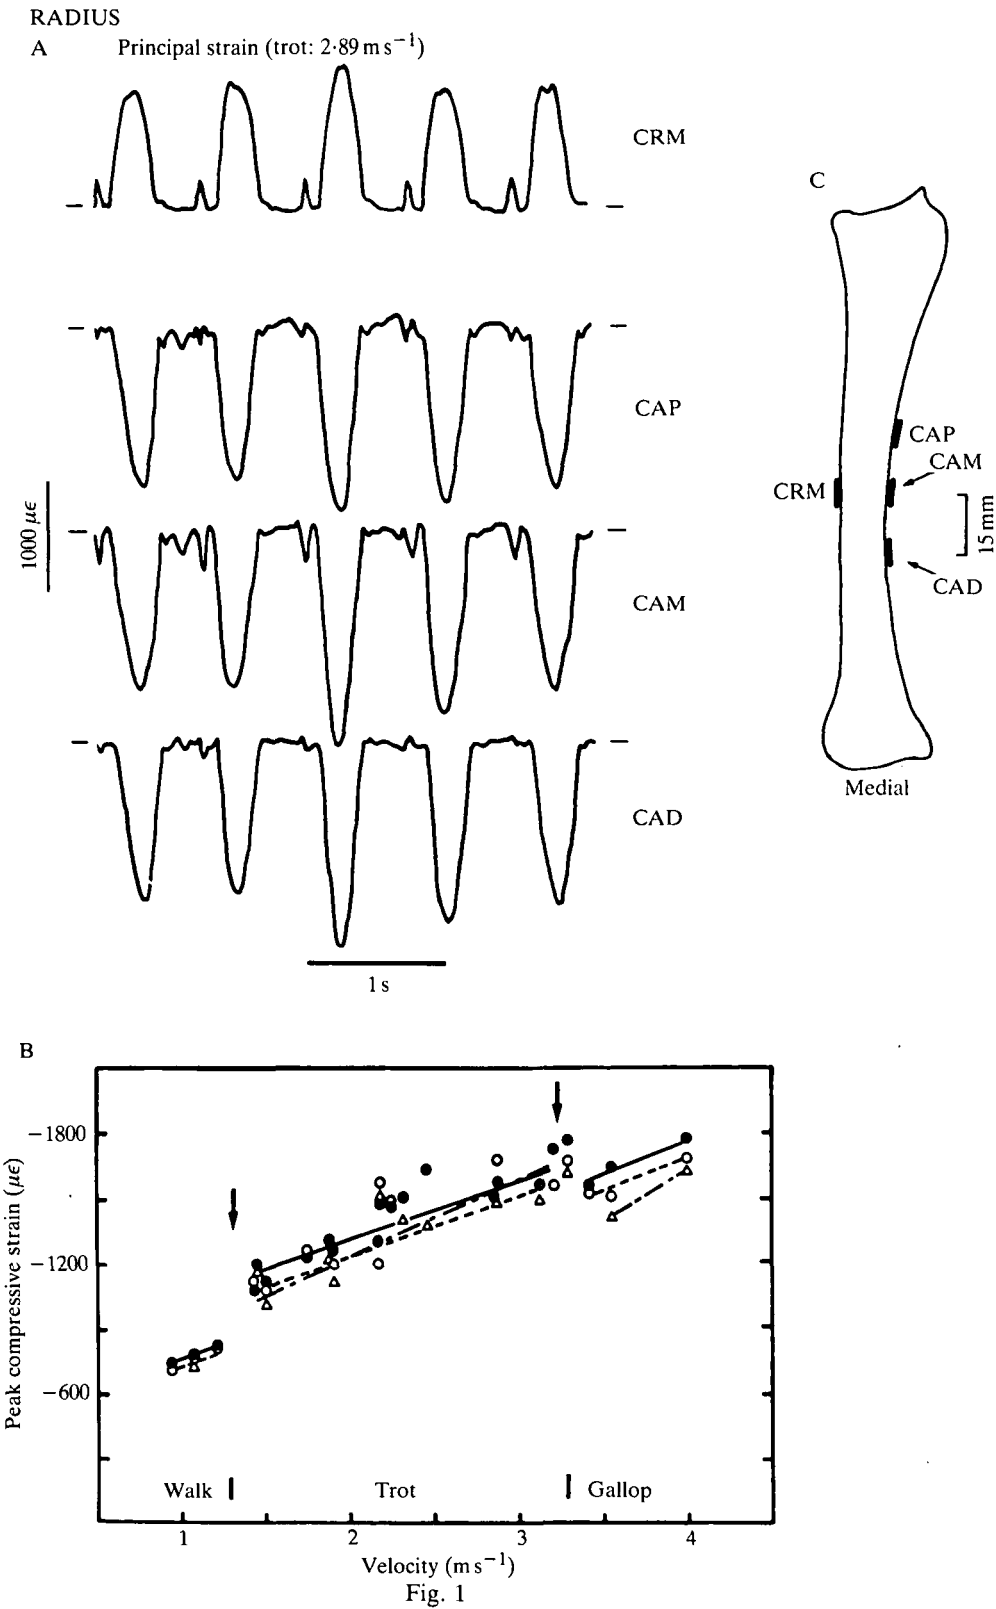 RADIUS
A Principal strain (trot: 2·89 m s⁻¹)
CRM
C
CAP
CAP
CAM
CRM
15 mm
CAD
1000 με
CAM
Medial
CAD
1 s
B
−1800
−1200
−600
Peak compressive strain (με)
Walk Trot Gallop
1 2 3 4
Velocity (m s⁻¹)
Fig. 1